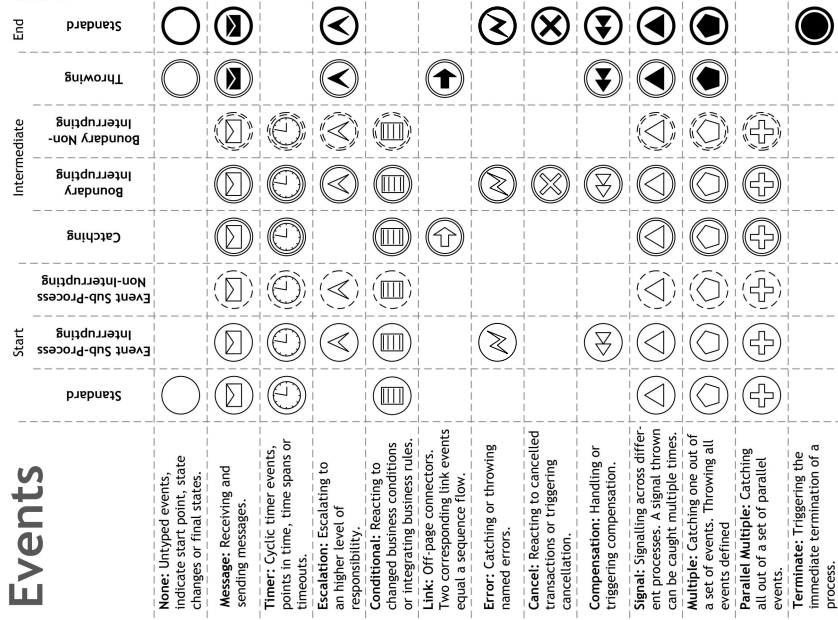 Events
Start
Intermediate
End
Standard
Event Sub-Process
Interrupting
Event Sub-Process
Non-Interrupting
Catching
Boundary
Interrupting
Boundary Non-
Interrupting
Throwing
Standard
None: Untyped events,
indicate start point, state
changes or final states.
Message: Receiving and
sending messages.
Timer: Cyclic timer events,
points in time, time spans or
timeouts.
Escalation: Escalating to
an higher level of
responsibility.
Conditional: Reacting to
changed business conditions
or integrating business rules.
Link: Off-page connectors.
Two corresponding link events
equal a sequence flow.
Error: Catching or throwing
named errors.
Cancel: Reacting to cancelled
transactions or triggering
cancellation.
Compensation: Handling or
triggering compensation.
Signal: Signalling across differ-
ent processes. A signal thrown
can be caught multiple times.
Multiple: Catching one out of
a set of events. Throwing all
events defined
Parallel Multiple: Catching
all out of a set of parallel
events.
Terminate: Triggering the
immediate termination of a
process.